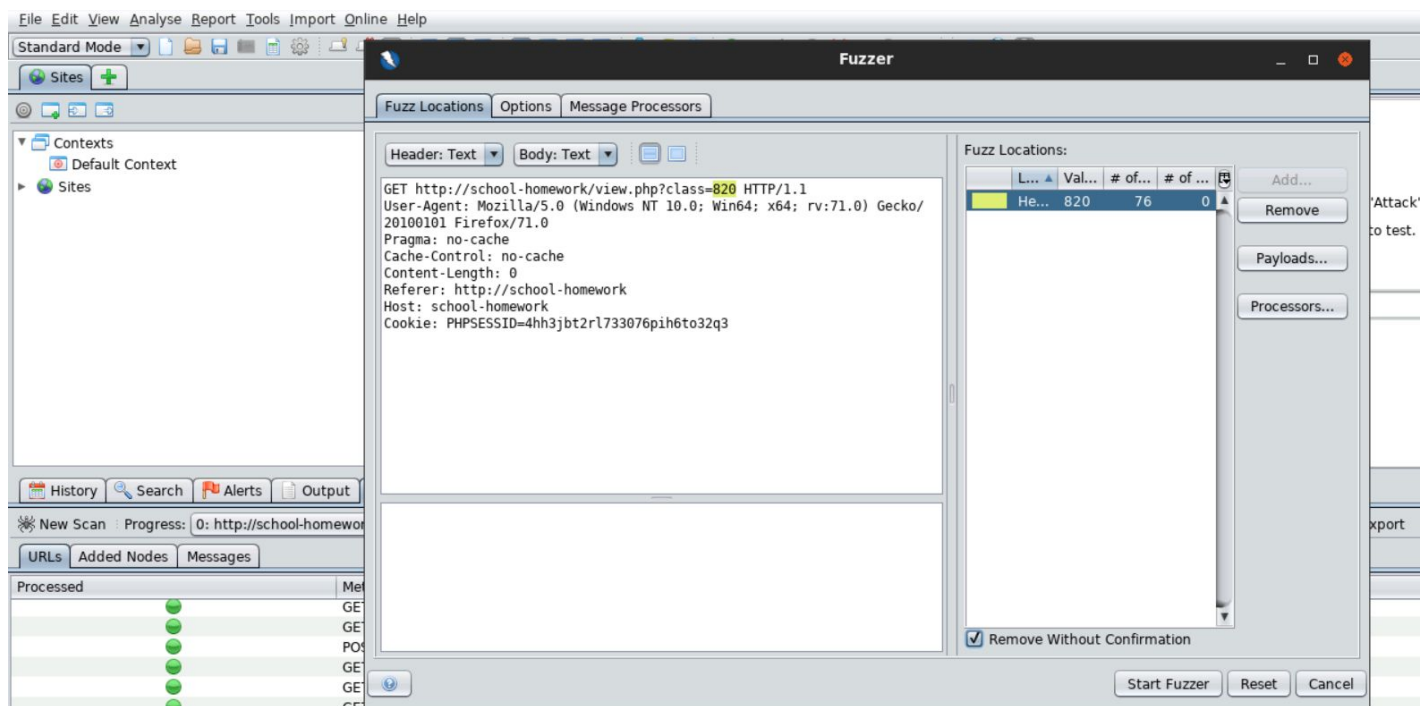 File Edit View Analyse Report Tools Import Online Help
Standard Mode
Fuzzer
Sites
Fuzz Locations Options Message Processors
Contexts
Default Context
Sites
Header: Text Body: Text
Fuzz Locations:
GET http://school-homework/view.php?class=820 HTTP/1.1
User-Agent: Mozilla/5.0 (Windows NT 10.0; Win64; x64; rv:71.0) Gecko/
20100101 Firefox/71.0
Pragma: no-cache
Cache-Control: no-cache
Content-Length: 0
Referer: http://school-homework
Host: school-homework
Cookie: PHPSESSID=4hh3jbt2rl733076pih6to32q3
L... Val... # of... # of ...
He... 820 76 0
Add...
Remove
Payloads...
Processors...
'Attack'
to test.
History Search Alerts Output
New Scan Progress: 0: http://school-homewor
xport
URLs Added Nodes Messages
Processed Met
GET
GET
POS
GET
GET
Remove Without Confirmation
Start Fuzzer Reset Cancel